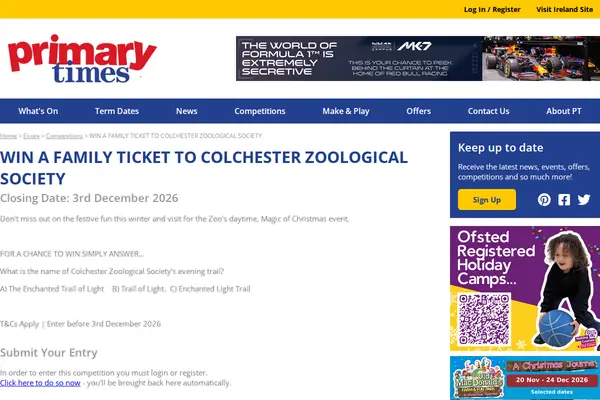 Log In / Register
Visit Ireland Site
primary
times
THE WORLD OF
FORMULA 1™ IS
EXTREMELY
SECRETIVE
MK-7
THIS IS YOUR CHANCE TO PEEK
BEHIND THE CURTAIN AT THE
HOME OF RED BULL RACING
What's On
Term Dates
News
Competitions
Make & Play
Offers
Contact Us
About PT
Home > Essex > Competitions > WIN A FAMILY TICKET TO COLCHESTER ZOOLOGICAL SOCIETY
WIN A FAMILY TICKET TO COLCHESTER ZOOLOGICAL
SOCIETY
Closing Date: 3rd December 2026
Don't miss out on the festive fun this winter and visit for the Zoo's daytime, Magic of Christmas event.
FOR A CHANCE TO WIN SIMPLY ANSWER...
What is the name of Colchester Zoological Society's evening trail?
A) The Enchanted Trail of Light B) Trail of Light. C) Enchanted Light Trail
T&Cs Apply | Enter before 3rd December 2026
Submit Your Entry
In order to enter this competition you must login or register.
Click here to do so now - you'll be brought back here automatically.
Keep up to date
Receive the latest news, events, offers,
competitions and so much more!
Sign Up
Ofsted
Registered
Holiday
Camps...
A Christmas Journey
Old
MacDonald's
20 Nov - 24 Dec 2026
Selected dates